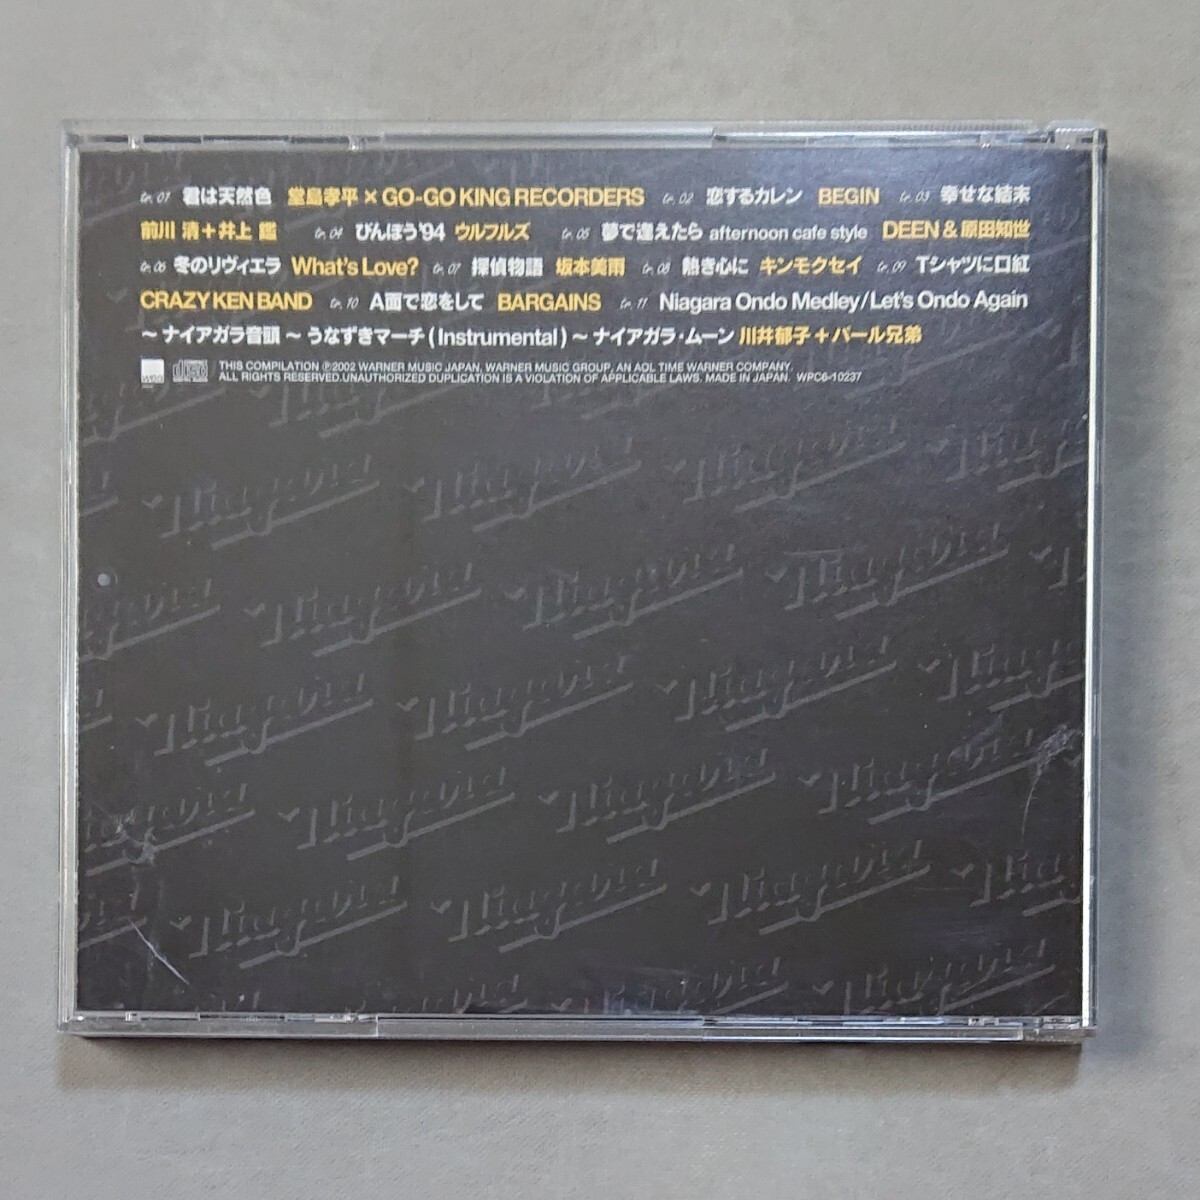 tr.01 君は天然色 堂島孝平 × GO-GO KING RECORDERS tr.02 恋するカレン BEGIN tr.03 幸せな結末
前川 清＋井上 鑑 tr.04 びんぼう'94 ウルフルズ tr.05 夢で逢えたら afternoon cafe style DEEN & 原田知世
tr.06 冬のリヴィエラ What's Love? tr.07 探偵物語 坂本美雨 tr.08 熱き心に キンモクセイ tr.09 Tシャツに口紅
CRAZY KEN BAND tr.10 A面で恋をして BARGAINS tr.11 Niagara Ondo Medley/Let's Ondo Again
～ナイアガラ音頭～うなずきマーチ(Instrumental)～ナイアガラ・ムーン 川井郁子＋パール兄弟
THIS COMPILATION ℗2002 WARNER MUSIC JAPAN, WARNER MUSIC GROUP, AN AOL TIME WARNER COMPANY.
ALL RIGHTS RESERVED.UNAUTHORIZED DUPLICATION IS A VIOLATION OF APPLICABLE LAWS. MADE IN JAPAN. WPC6-10237